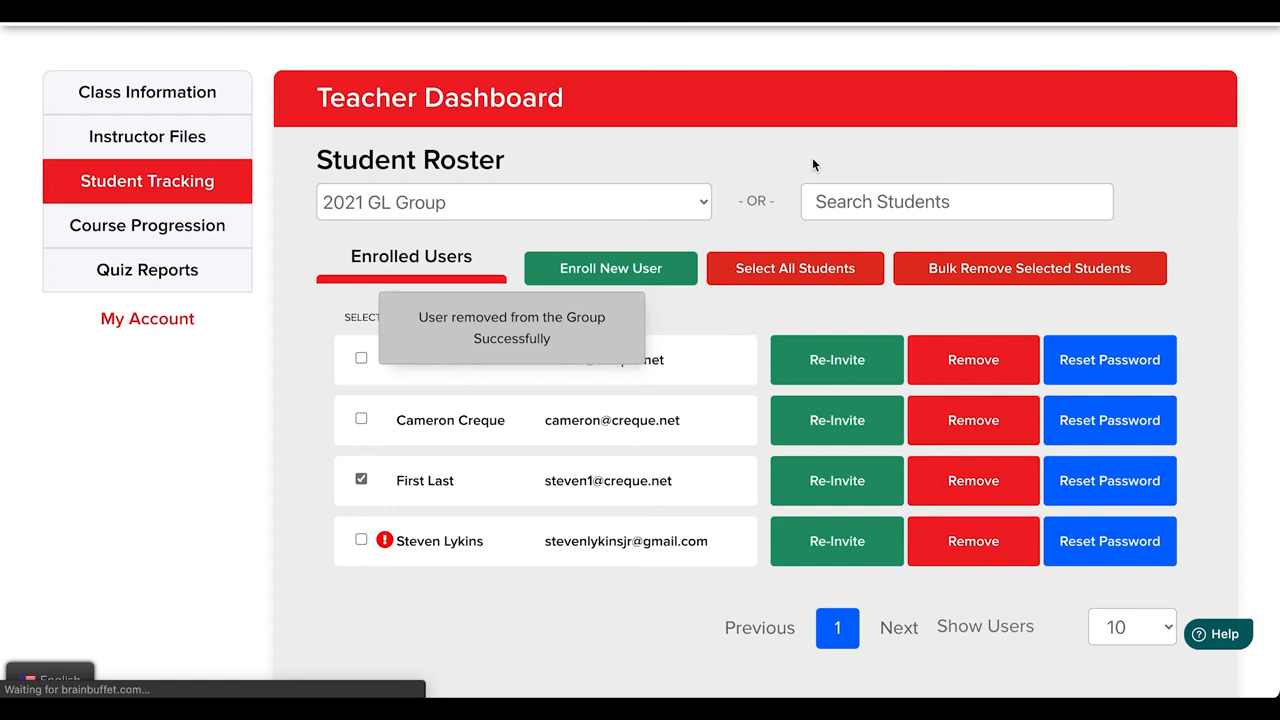 Class Information
Instructor Files
Student Tracking
Course Progression
Quiz Reports
My Account
Teacher Dashboard
Student Roster
2021 GL Group
- OR -
Search Students
Enrolled Users
Enroll New User
Select All Students
Bulk Remove Selected Students
SELECT
User removed from the Group
Successfully
Re-Invite Remove Reset Password
Cameron Creque cameron@creque.net Re-Invite Remove Reset Password
First Last steven1@creque.net Re-Invite Remove Reset Password
Steven Lykins stevenlykinsjr@gmail.com Re-Invite Remove Reset Password
Previous 1 Next Show Users 10
Help
English
Waiting for brainbuffet.com...